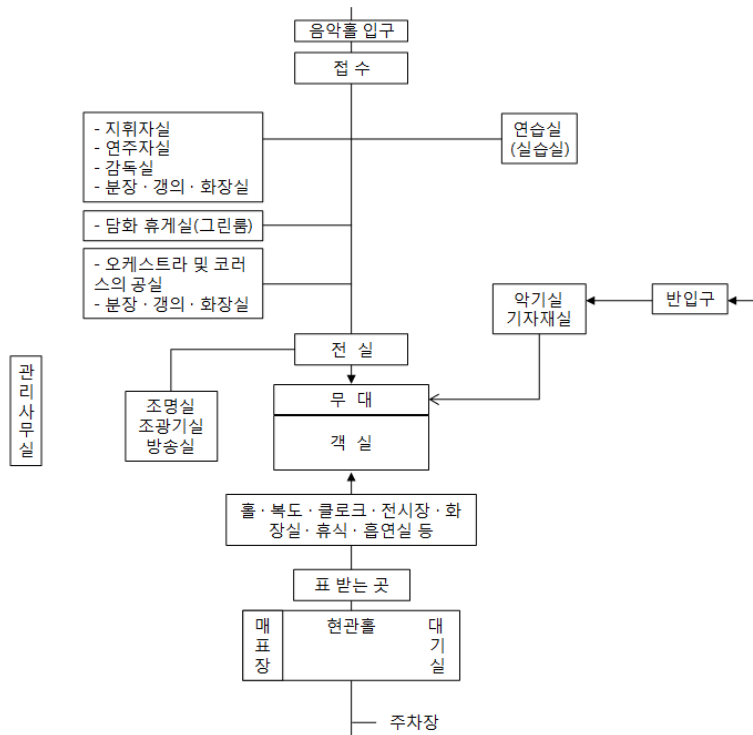 음악홀 입구
접 수
- 지휘자실
- 연주자실
- 감독실
- 분장 · 갱의 · 화장실
연습실
(실습실)
- 담화 휴게실(그린룸)
- 오케스트라 및 코러
스의 공실
- 분장 · 갱의 · 화장실
악기실
기자재실
반입구
전 실
관
리
사
무
실
조명실
조광기실
방송실
무 대
객 실
홀 · 복도 · 클로크 · 전시장 · 화
장실 · 휴식 · 흡연실 등
표 받는 곳
매
표
장
현관홀
대
기
실
주차장